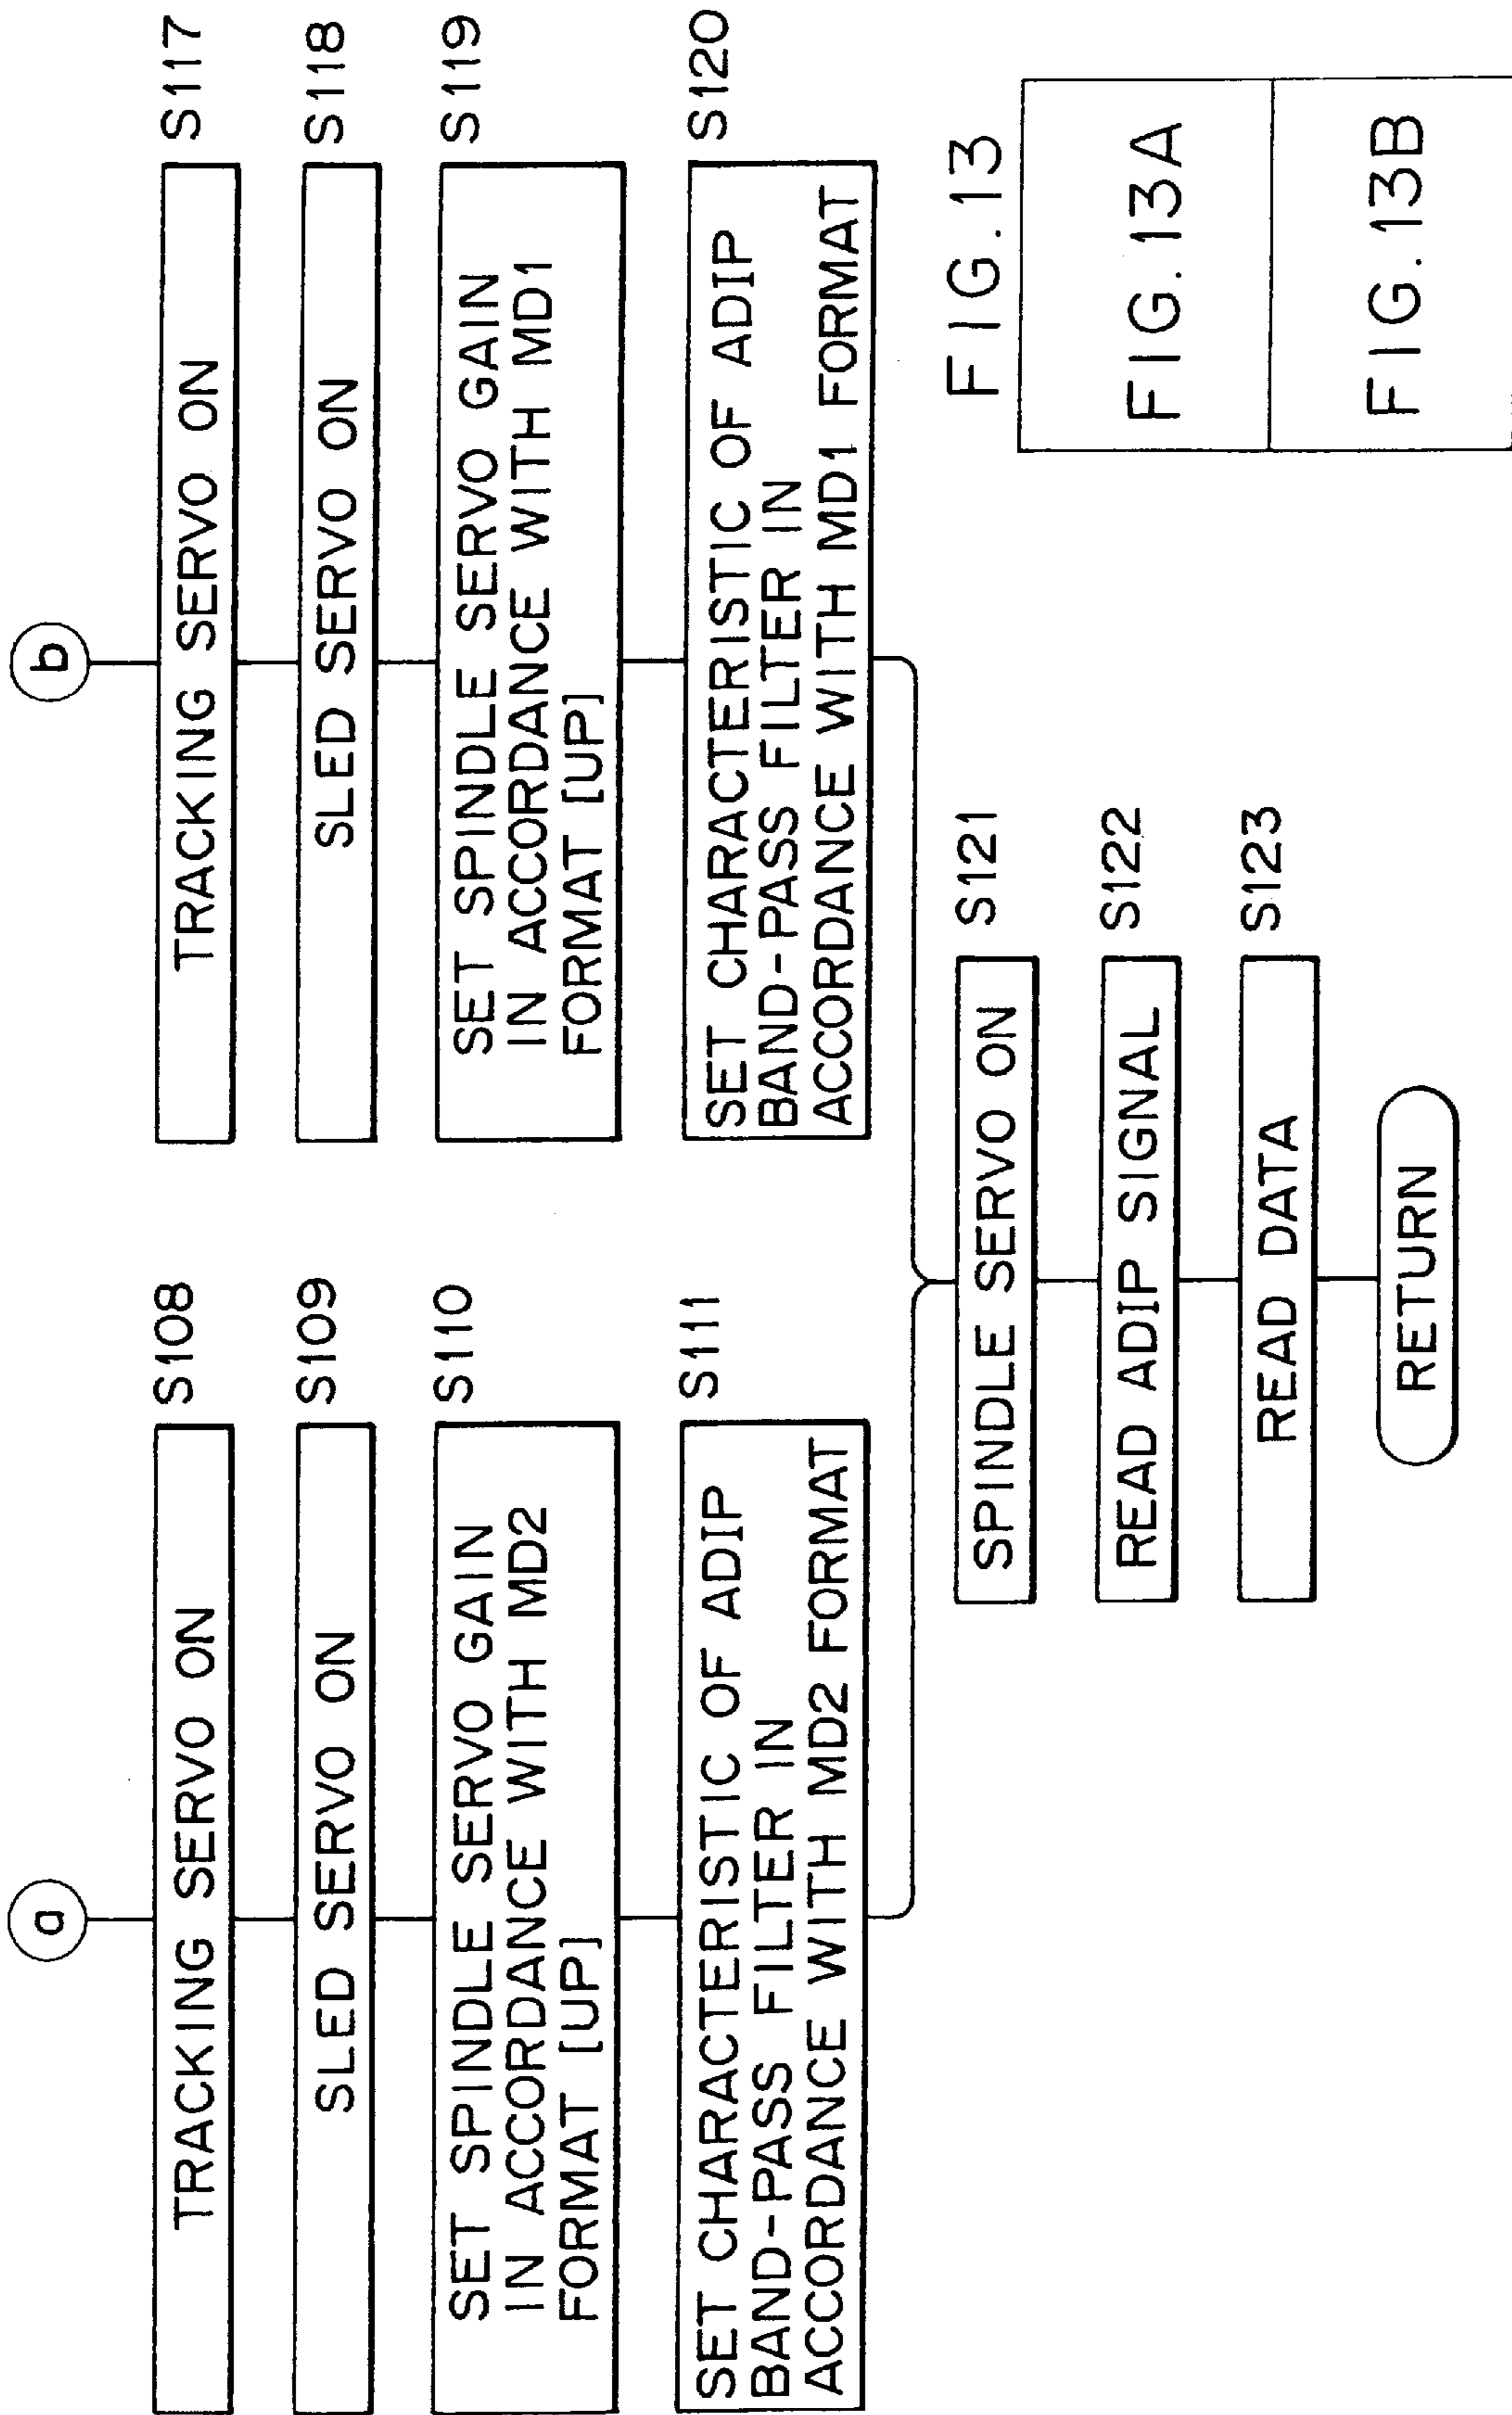 a
TRACKING SERVO ON
S108
SLED SERVO ON
S109
SET SPINDLE SERVO GAIN
IN ACCORDANCE WITH MD2
FORMAT [UP]
S110
SET CHARACTERISTIC OF ADIP
BAND-PASS FILTER IN
ACCORDANCE WITH MD2 FORMAT
S111
b
TRACKING SERVO ON
S117
SLED SERVO ON
S118
SET SPINDLE SERVO GAIN
IN ACCORDANCE WITH MD1
FORMAT [UP]
S119
SET CHARACTERISTIC OF ADIP
BAND-PASS FILTER IN
ACCORDANCE WITH MD1 FORMAT
S120
SPINDLE SERVO ON
S121
READ ADIP SIGNAL
S122
READ DATA
S123
RETURN
FIG.13
FIG.13A
FIG.13B